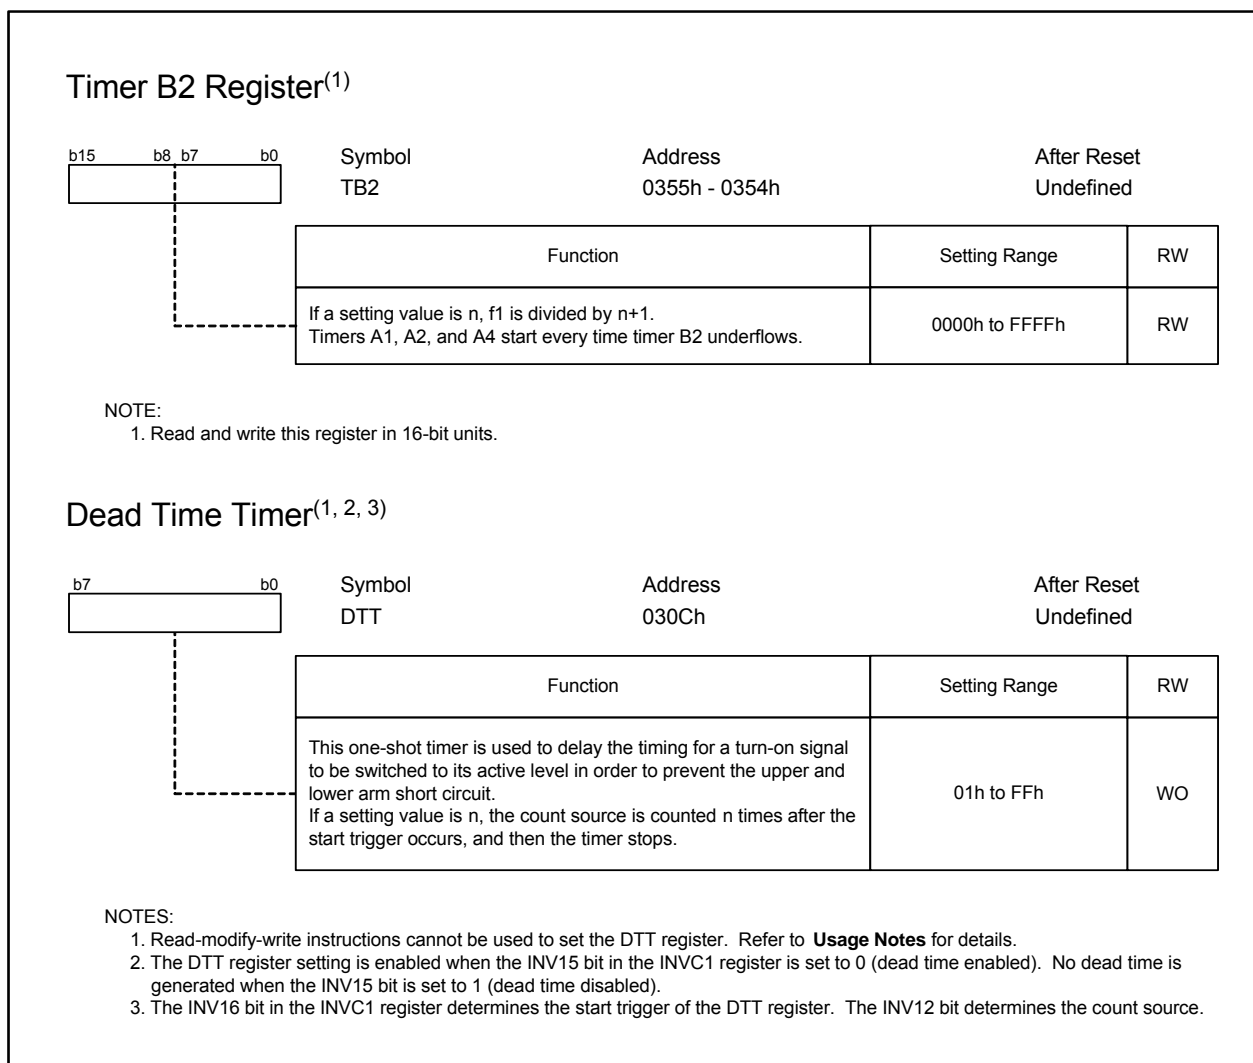 Timer B2 Register(1)
b15 b8 b7 b0 Symbol Address After Reset
TB2 0355h - 0354h Undefined
Function Setting Range RW
If a setting value is n, f1 is divided by n+1.
Timers A1, A2, and A4 start every time timer B2 underflows.
0000h to FFFFh RW
NOTE:
1. Read and write this register in 16-bit units.
Dead Time Timer(1, 2, 3)
b7 b0 Symbol Address After Reset
DTT 030Ch Undefined
Function Setting Range RW
This one-shot timer is used to delay the timing for a turn-on signal
to be switched to its active level in order to prevent the upper and
lower arm short circuit.
If a setting value is n, the count source is counted n times after the
start trigger occurs, and then the timer stops.
01h to FFh WO
NOTES:
1. Read-modify-write instructions cannot be used to set the DTT register. Refer to Usage Notes for details.
2. The DTT register setting is enabled when the INV15 bit in the INVC1 register is set to 0 (dead time enabled). No dead time is
generated when the INV15 bit is set to 1 (dead time disabled).
3. The INV16 bit in the INVC1 register determines the start trigger of the DTT register. The INV12 bit determines the count source.